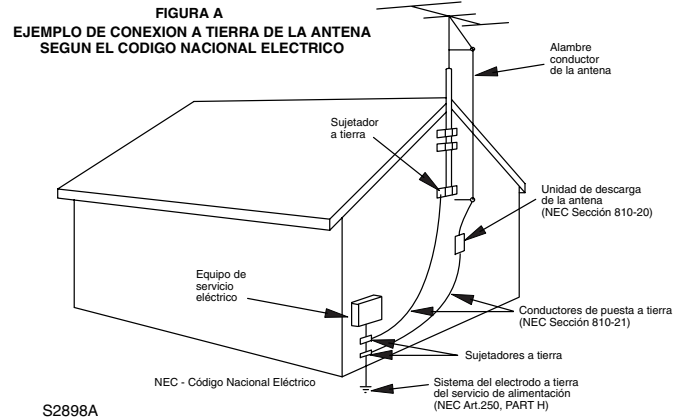 FIGURA A
EJEMPLO DE CONEXION A TIERRA DE LA ANTENA
SEGUN EL CODIGO NACIONAL ELECTRICO
Alambre
conductor
de la antena
Sujetador
a tierra
Unidad de descarga
de la antena
(NEC Sección 810-20)
Equipo de
servicio
eléctrico
Conductores de puesta a tierra
(NEC Sección 810-21)
Sujetadores a tierra
NEC - Código Nacional Eléctrico
Sistema del electrodo a tierra
del servicio de alimentación
(NEC Art.250, PART H)
S2898A